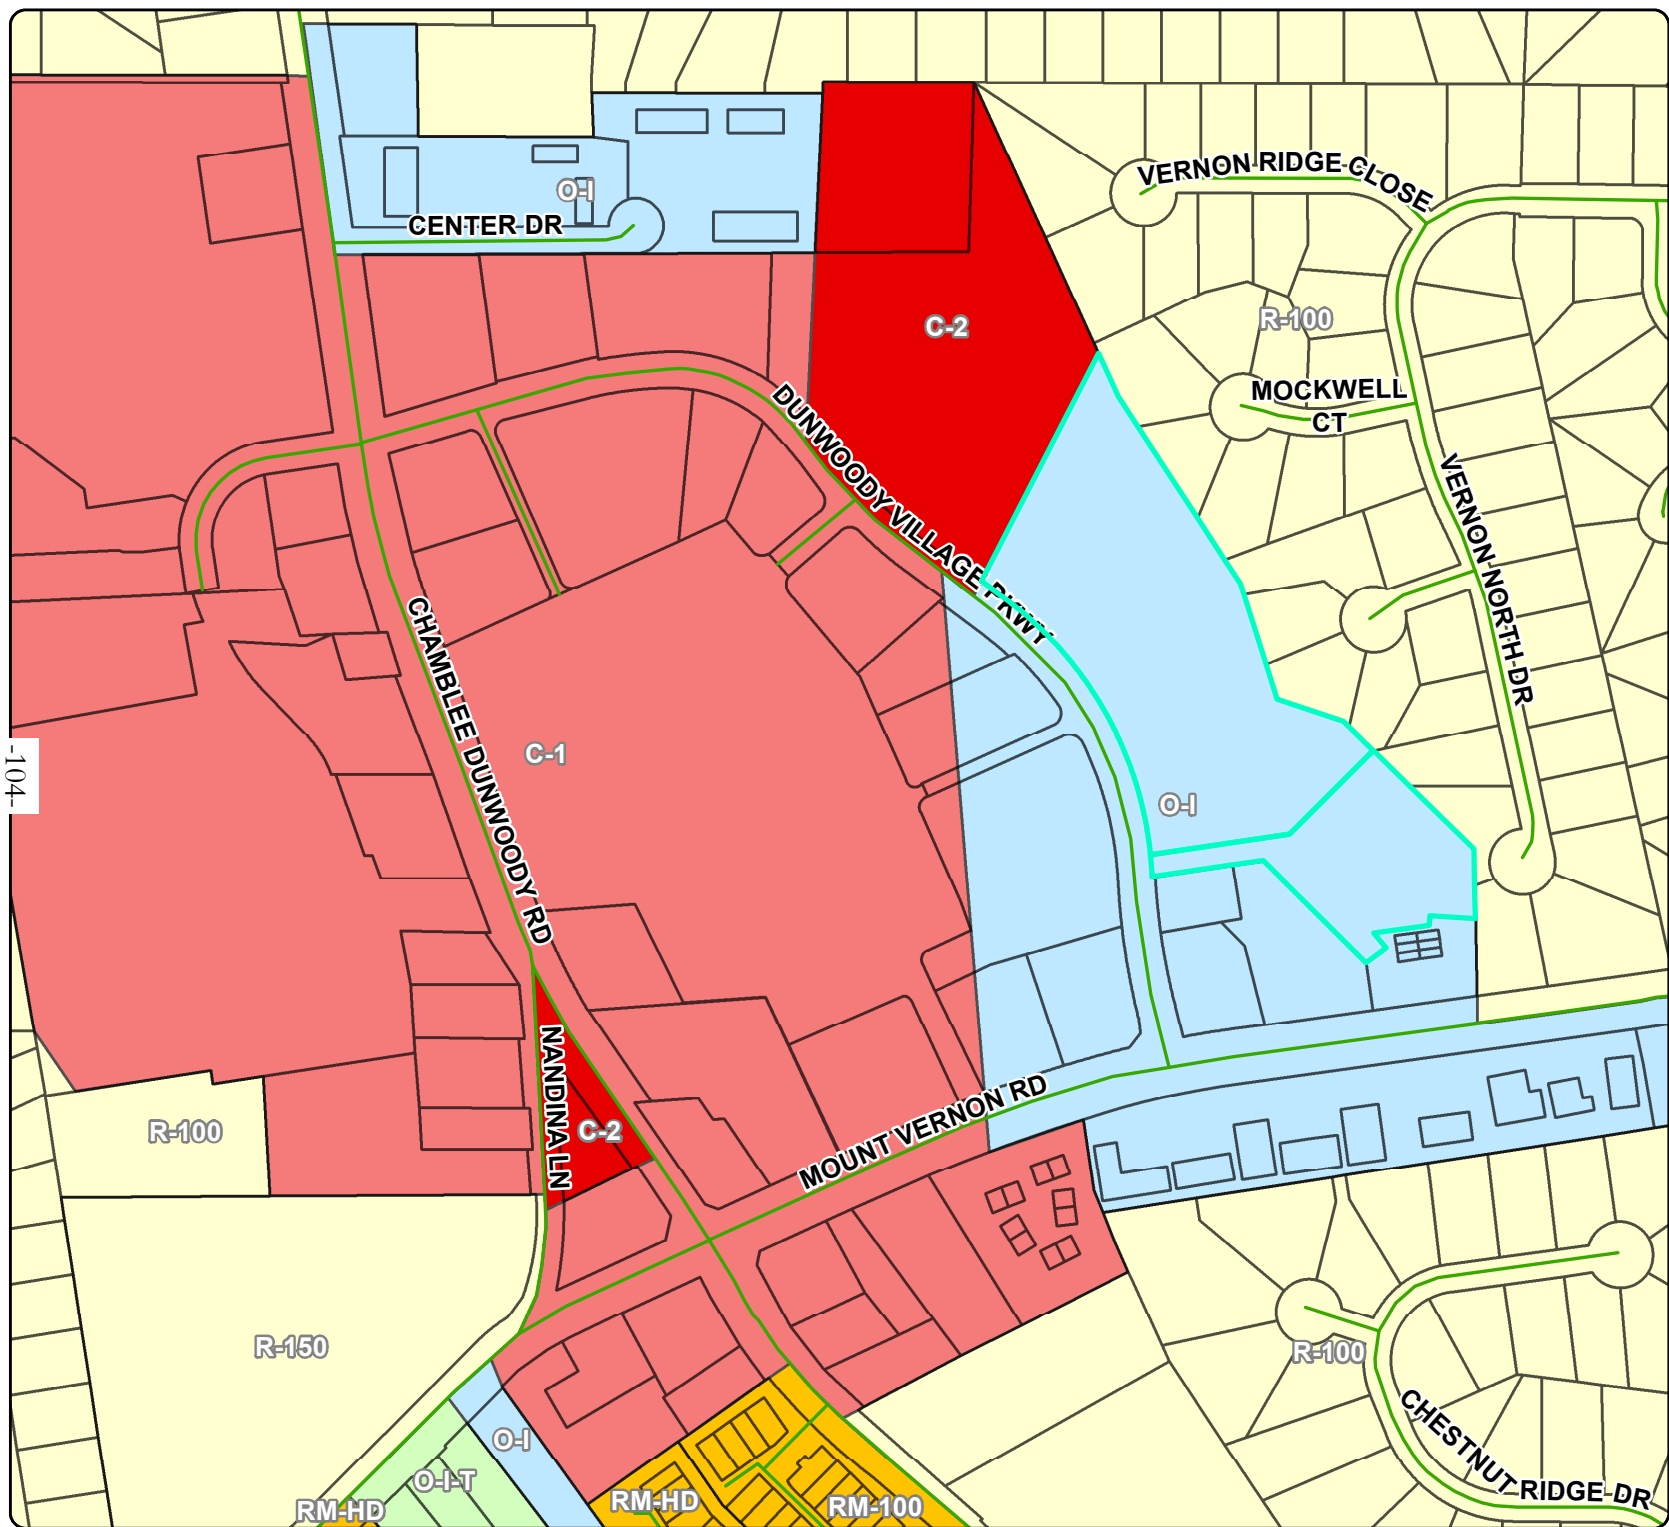 VERNON RIDGE CLOSE
O-I
CENTER DR
C-2
R-100
MOCKWELL
CT
DUNWOODY VILLAGE PKWY
VERNON NORTH DR
CHAMBLEE DUNWOODY RD
C-1
-104-
O-I
NANDINA LN
C-2
R-100
MOUNT VERNON RD
R-150
R-100
CHESTNUT RIDGE DR
O-I
O-I-T
RM-HD
RM-HD
RM-100